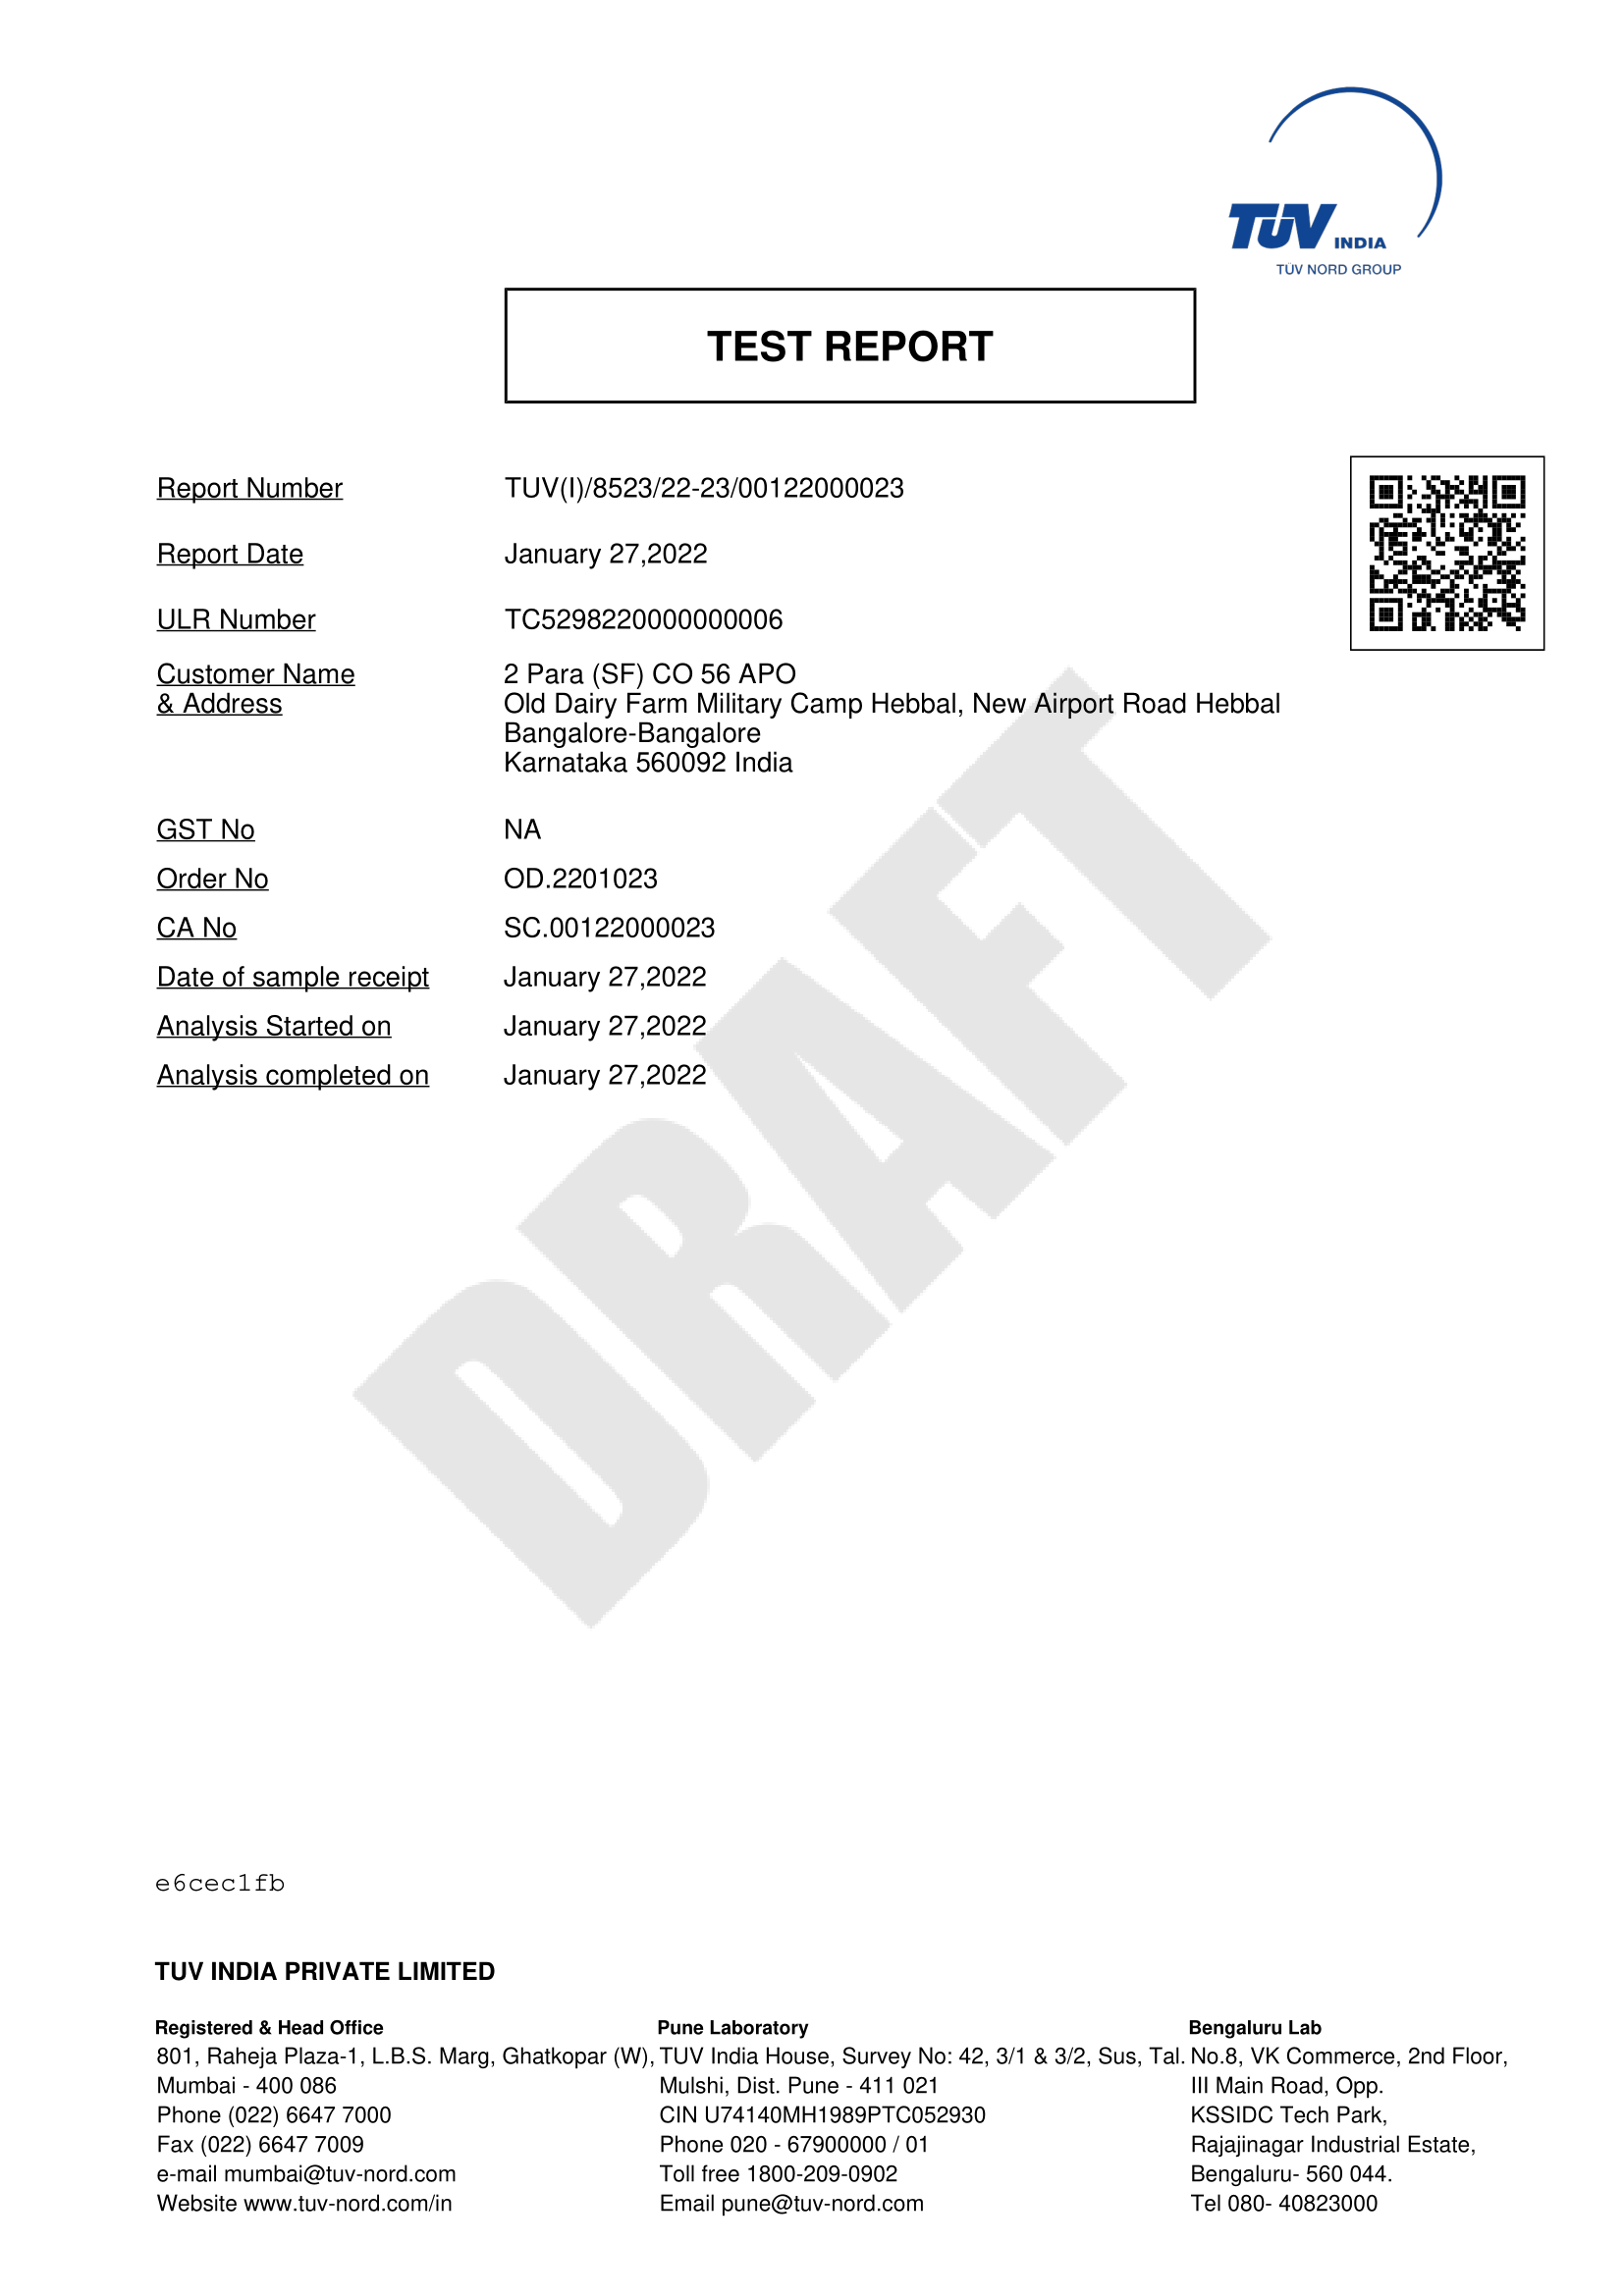 TÜV INDIA
TÜV NORD GROUP
TEST REPORT
Report Number TUV(I)/8523/22-23/00122000023
Report Date January 27,2022
ULR Number TC5298220000000006
Customer Name 2 Para (SF) CO 56 APO
& Address Old Dairy Farm Military Camp Hebbal, New Airport Road Hebbal
Bangalore-Bangalore
Karnataka 560092 India
GST No NA
Order No OD.2201023
CA No SC.00122000023
Date of sample receipt January 27,2022
Analysis Started on January 27,2022
Analysis completed on January 27,2022
DRAFT
e6cec1fb
TUV INDIA PRIVATE LIMITED
Registered & Head Office
801, Raheja Plaza-1, L.B.S. Marg, Ghatkopar (W),
Mumbai - 400 086
Phone (022) 6647 7000
Fax (022) 6647 7009
e-mail mumbai@tuv-nord.com
Website www.tuv-nord.com/in
Pune Laboratory
TUV India House, Survey No: 42, 3/1 & 3/2, Sus, Tal.
Mulshi, Dist. Pune - 411 021
CIN U74140MH1989PTC052930
Phone 020 - 67900000 / 01
Toll free 1800-209-0902
Email pune@tuv-nord.com
Bengaluru Lab
No.8, VK Commerce, 2nd Floor,
III Main Road, Opp.
KSSIDC Tech Park,
Rajajinagar Industrial Estate,
Bengaluru- 560 044.
Tel 080- 40823000